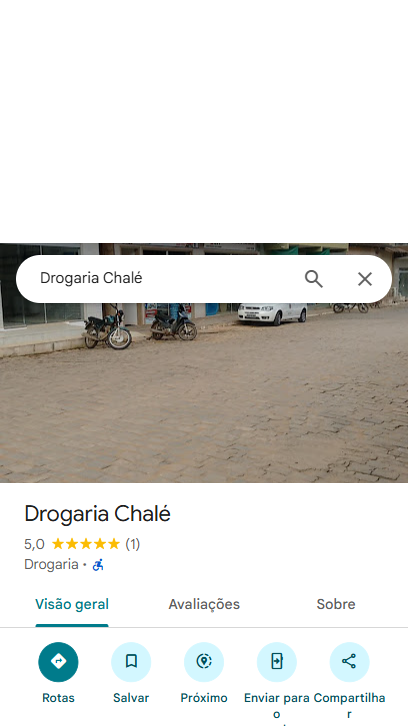 Drogaria Chalé
Drogaria Chalé
5,0 (1)
Drogaria ·
Visão geral Avaliações Sobre
Rotas Salvar Próximo Enviar para o Compartilhar